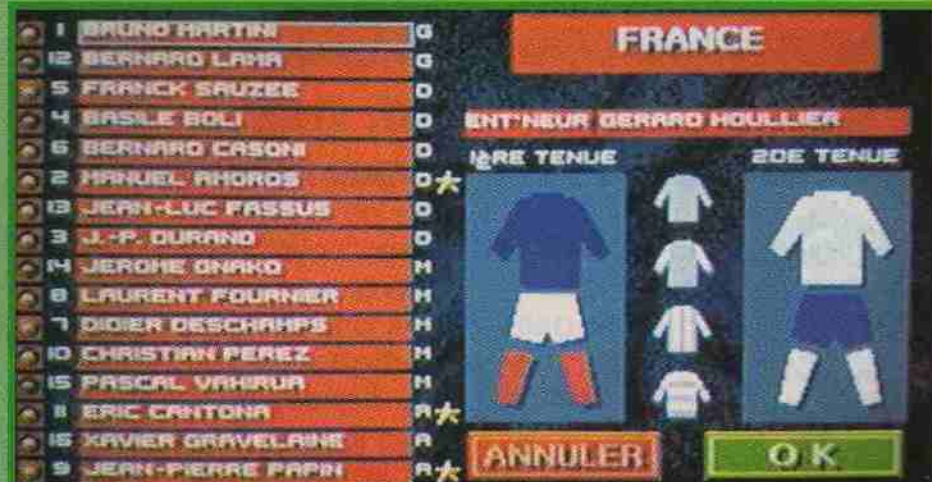 1 BRUNO MARTINI G
12 BERNARD LAMA G
5 FRANCK SAUZEE D
4 BASILE BOLI D
6 BERNARD CASONI D
2 MANUEL AMOROS D
13 JEAN-LUC FASSUS D
3 J.-P. DURAND D
14 JEROME GNAKO M
8 LAURENT FOURNIER M
7 DIDIER DESCHAMPS M
10 CHRISTIAN PEREZ M
15 PASCAL VAHIRUA M
11 ERIC CANTONA A
16 XAVIER GRAVELAINE A
9 JEAN-PIERRE PAPIN A
FRANCE
ENT'NEUR GERARD HOULLIER
1ERE TENUE 2DE TENUE
ANNULER OK